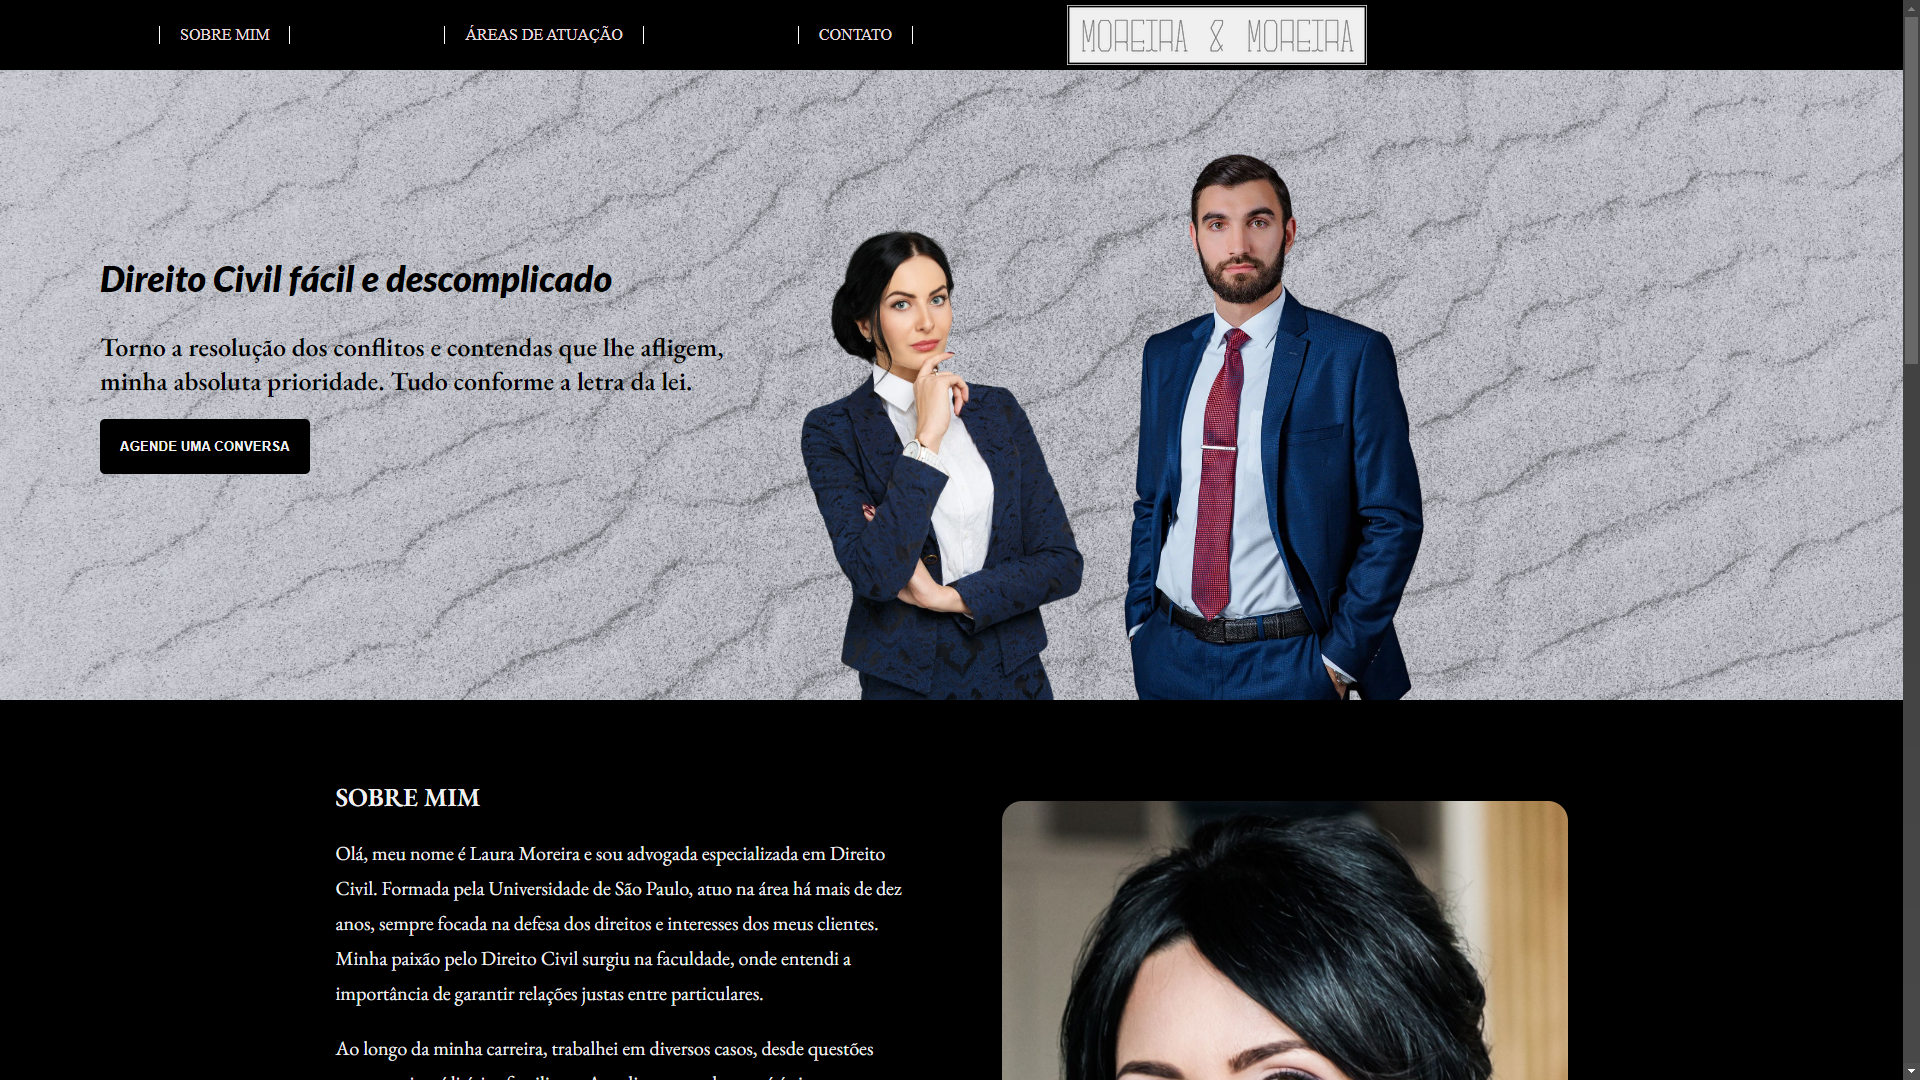 SOBRE MIM
ÁREAS DE ATUAÇÃO
CONTATO
MOREIRA & MOREIRA
Direito Civil fácil e descomplicado
Torno a resolução dos conflitos e contendas que lhe afligem,
minha absoluta prioridade. Tudo conforme a letra da lei.
AGENDE UMA CONVERSA
SOBRE MIM
Olá, meu nome é Laura Moreira e sou advogada especializada em Direito
Civil. Formada pela Universidade de São Paulo, atuo na área há mais de dez
anos, sempre focada na defesa dos direitos e interesses dos meus clientes.
Minha paixão pelo Direito Civil surgiu na faculdade, onde entendi a
importância de garantir relações justas entre particulares.
Ao longo da minha carreira, trabalhei em diversos casos, desde questões